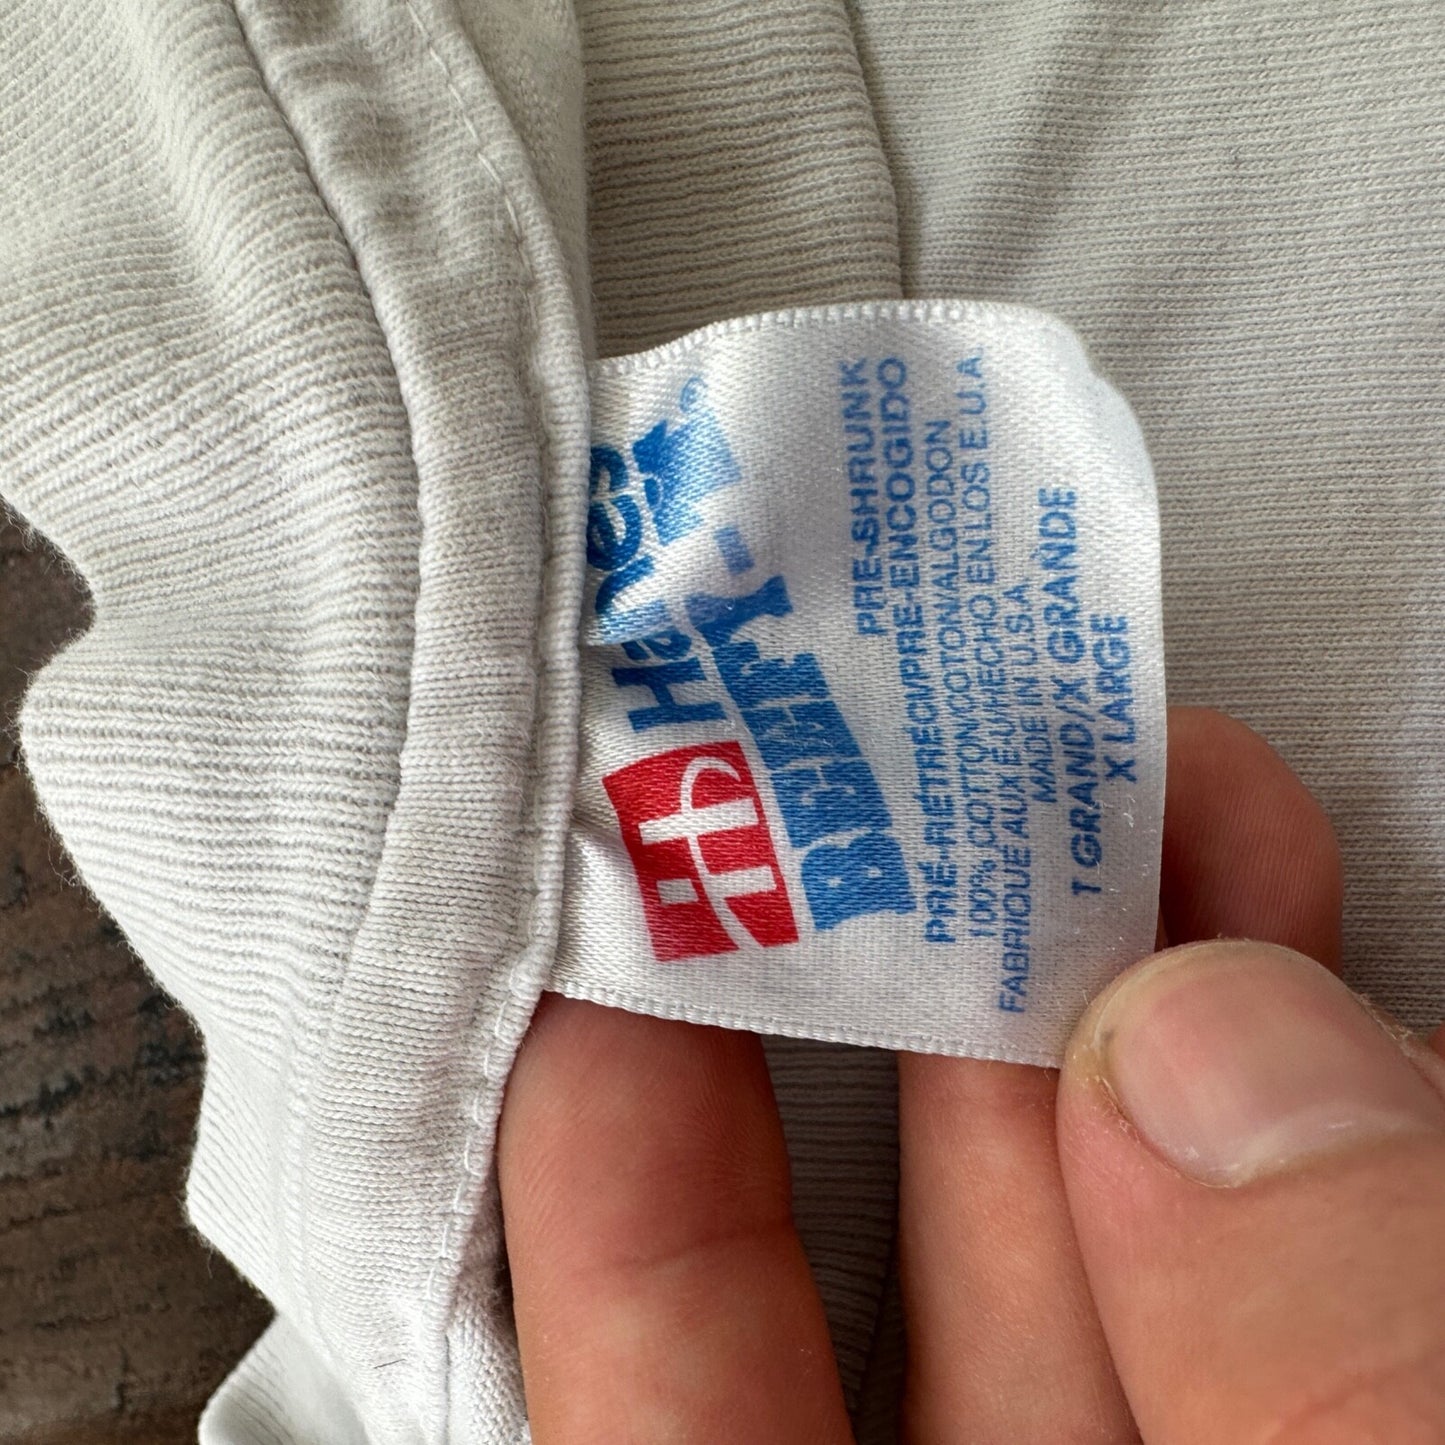 Hanes
BEEFY-T®
PRE-SHRUNK
PRE-RETRECI/PRE-ENCOGIDO
100% COTTON/COTON/ALGODON
FABRIQUE AUX E.U/HECHO EN LOS E.U.A.
MADE IN U.S.A.
T GRAND/X GRANDE
X LARGE